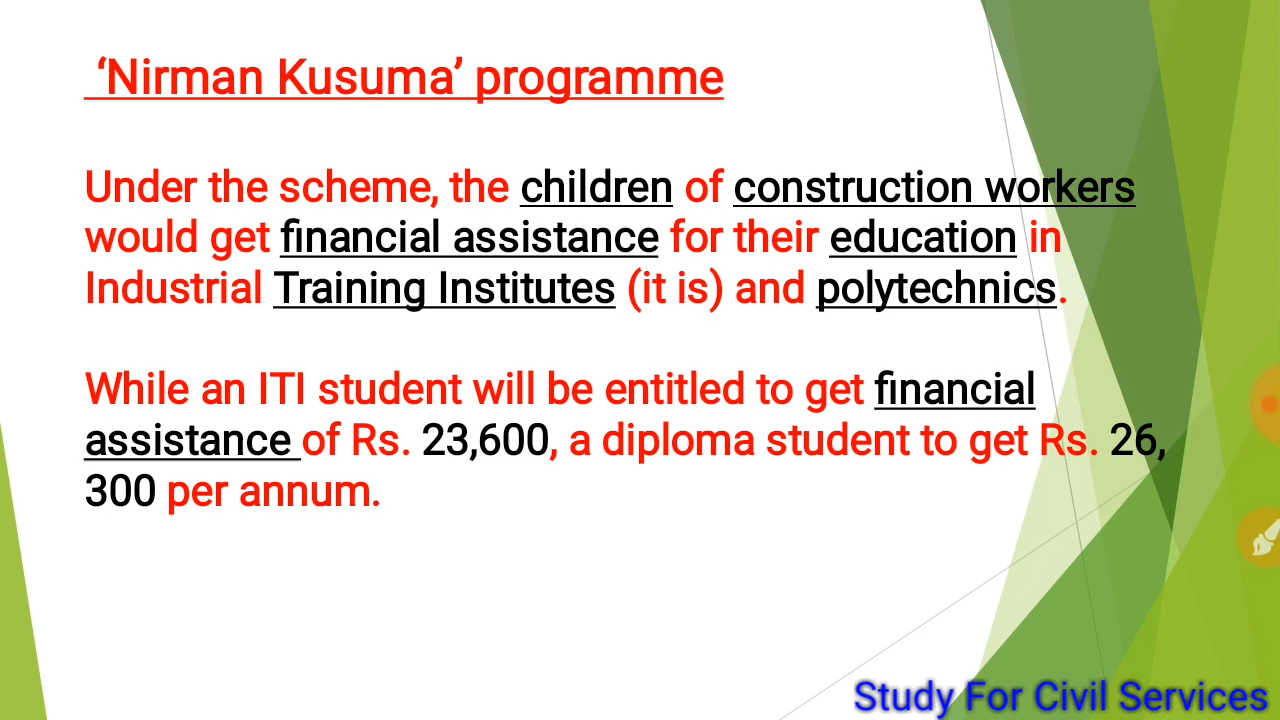 ‘Nirman Kusuma’ programme
Under the scheme, the children of construction workers
would get financial assistance for their education in
Industrial Training Institutes (it is) and polytechnics.
While an ITI student will be entitled to get financial
assistance of Rs. 23,600, a diploma student to get Rs. 26,
300 per annum.
Study For Civil Services